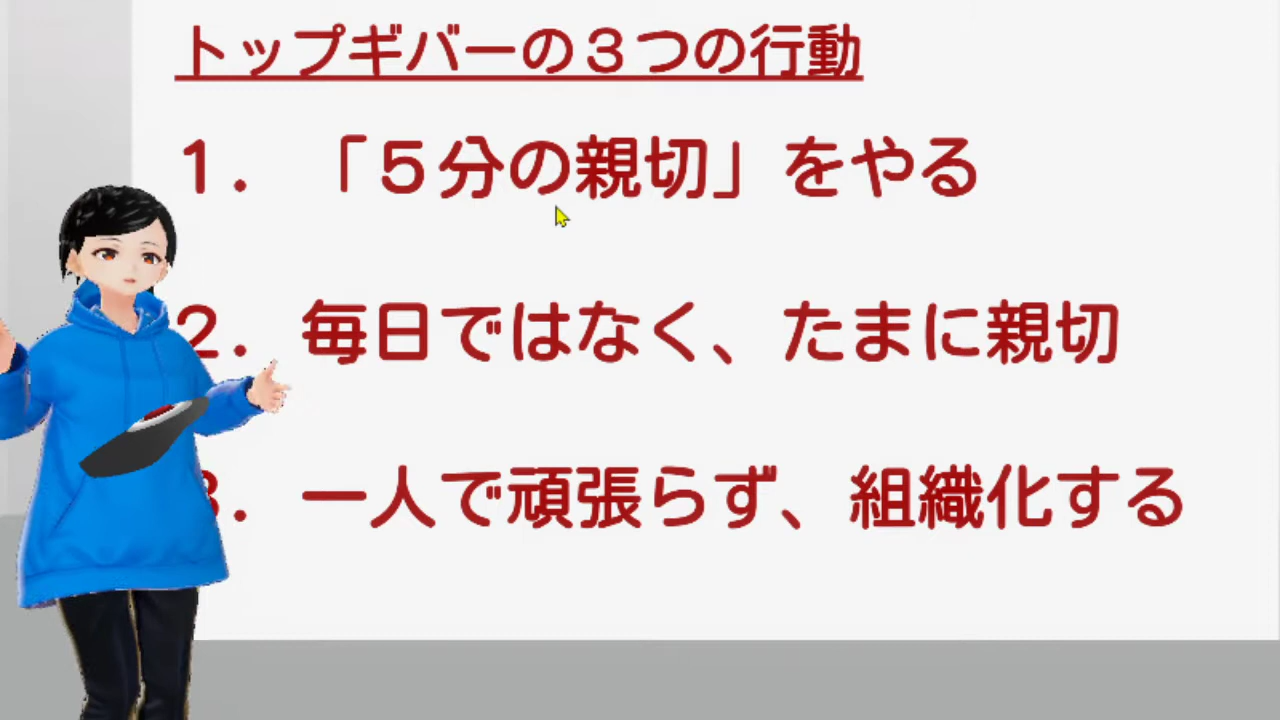 トップギバーの３つの行動
１．「５分の親切」をやる
２．毎日ではなく、たまに親切
３．一人で頑張らず、組織化する